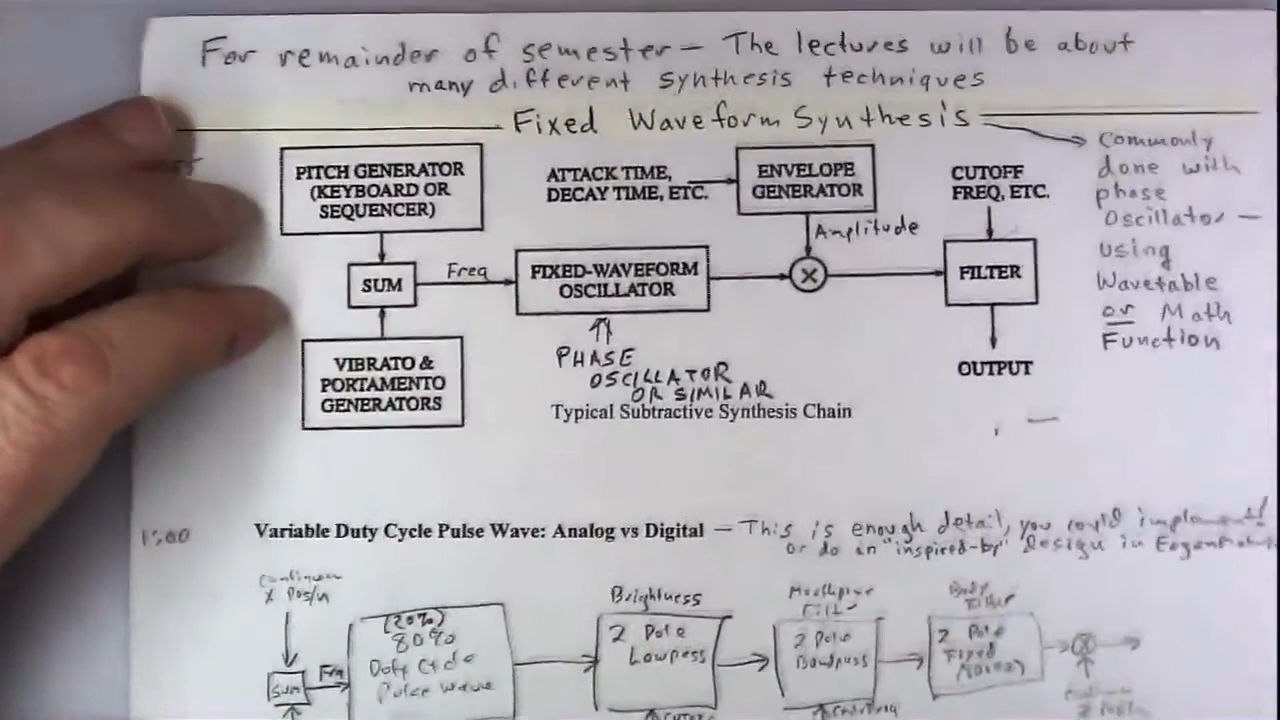 For remainder of semester — The lectures will be about
many different synthesis techniques
Fixed Waveform Synthesis
Commonly
done with
phase
Oscillator —
using
Wavetable
or Math
Function
PITCH GENERATOR
(KEYBOARD OR
SEQUENCER)
ATTACK TIME,
DECAY TIME, ETC.
ENVELOPE
GENERATOR
CUTOFF
FREQ, ETC.
Amplitude
SUM
Freq
FIXED-WAVEFORM
OSCILLATOR
FILTER
VIBRATO &
PORTAMENTO
GENERATORS
PHASE
OSCILLATOR
OR SIMILAR
OUTPUT
Typical Subtractive Synthesis Chain
Variable Duty Cycle Pulse Wave: Analog vs Digital — This is enough detail, you could implement
or do an "inspired-by" design in
Brightness
(20%)
80%
Duty Cycle
Pulse Wave
2 Pole
Lowpass
2 Pole
Bandpass
2 Pole
Fixed
Sum
Freq